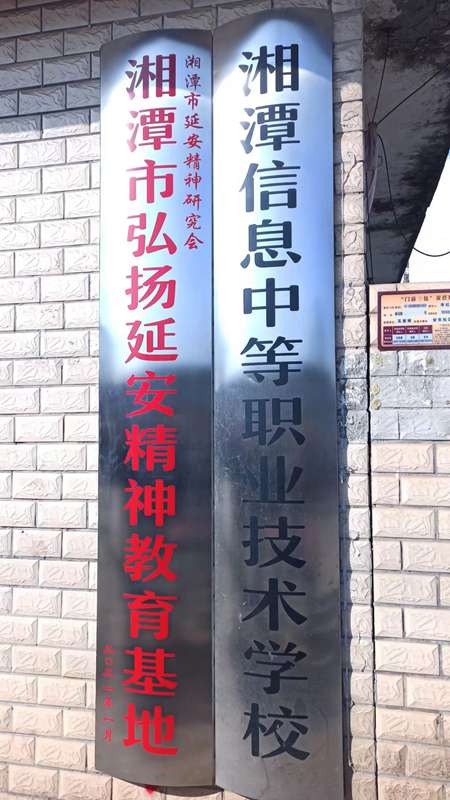 湘潭信息中等职业技术学校
湘潭市延安精神研究会
湘潭市弘扬延安精神教育基地